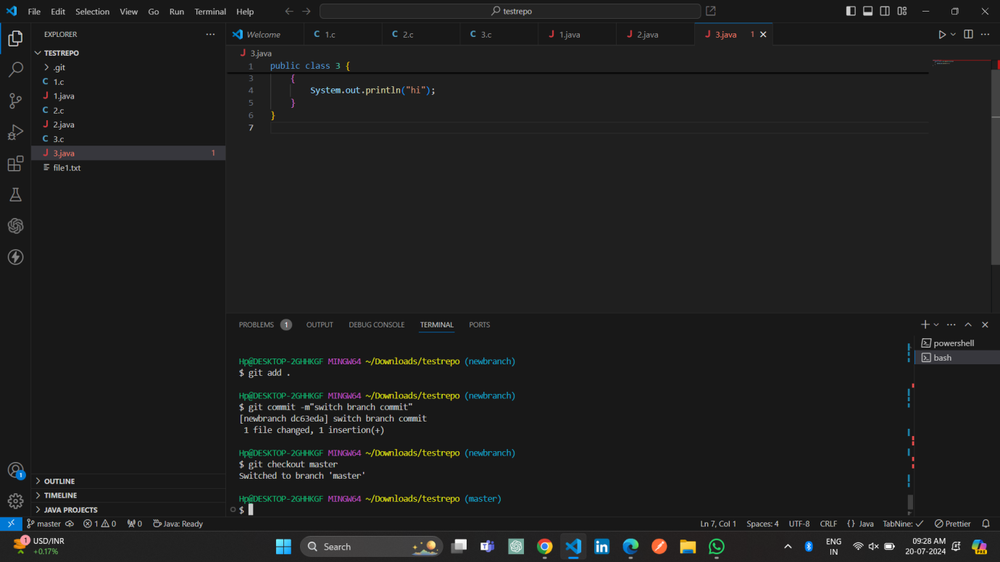 File Edit Selection View Go Run Terminal Help testrepo
EXPLORER
Welcome
C 1.c
C 2.c
C 3.c
J 1.java
J 2.java
J 3.java 1
TESTREPO
.git
C 1.c
J 1.java
C 2.c
J 2.java
C 3.c
J 3.java 1
file1.txt
J 3.java
1 public class 3 {
3 {
4 System.out.println("hi");
5 }
6 }
7
PROBLEMS 1 OUTPUT DEBUG CONSOLE TERMINAL PORTS
powershell
bash
Hp@DESKTOP-2GHHKGF MINGW64 ~/Downloads/testrepo (newbranch)
$ git add .
Hp@DESKTOP-2GHHKGF MINGW64 ~/Downloads/testrepo (newbranch)
$ git commit -m"switch branch commit"
[newbranch dc63eda] switch branch commit
1 file changed, 1 insertion(+)
Hp@DESKTOP-2GHHKGF MINGW64 ~/Downloads/testrepo (newbranch)
$ git checkout master
Switched to branch 'master'
Hp@DESKTOP-2GHHKGF MINGW64 ~/Downloads/testrepo (master)
$
1
OUTLINE
TIMELINE
JAVA PROJECTS
master 1 0 0 Java: Ready Ln 7, Col 1 Spaces: 4 UTF-8 CRLF {} Java TabNine: Prettier
1 USD/INR
+0.17%
Search
ENG
IN
09:28 AM
20-07-2024
PRE